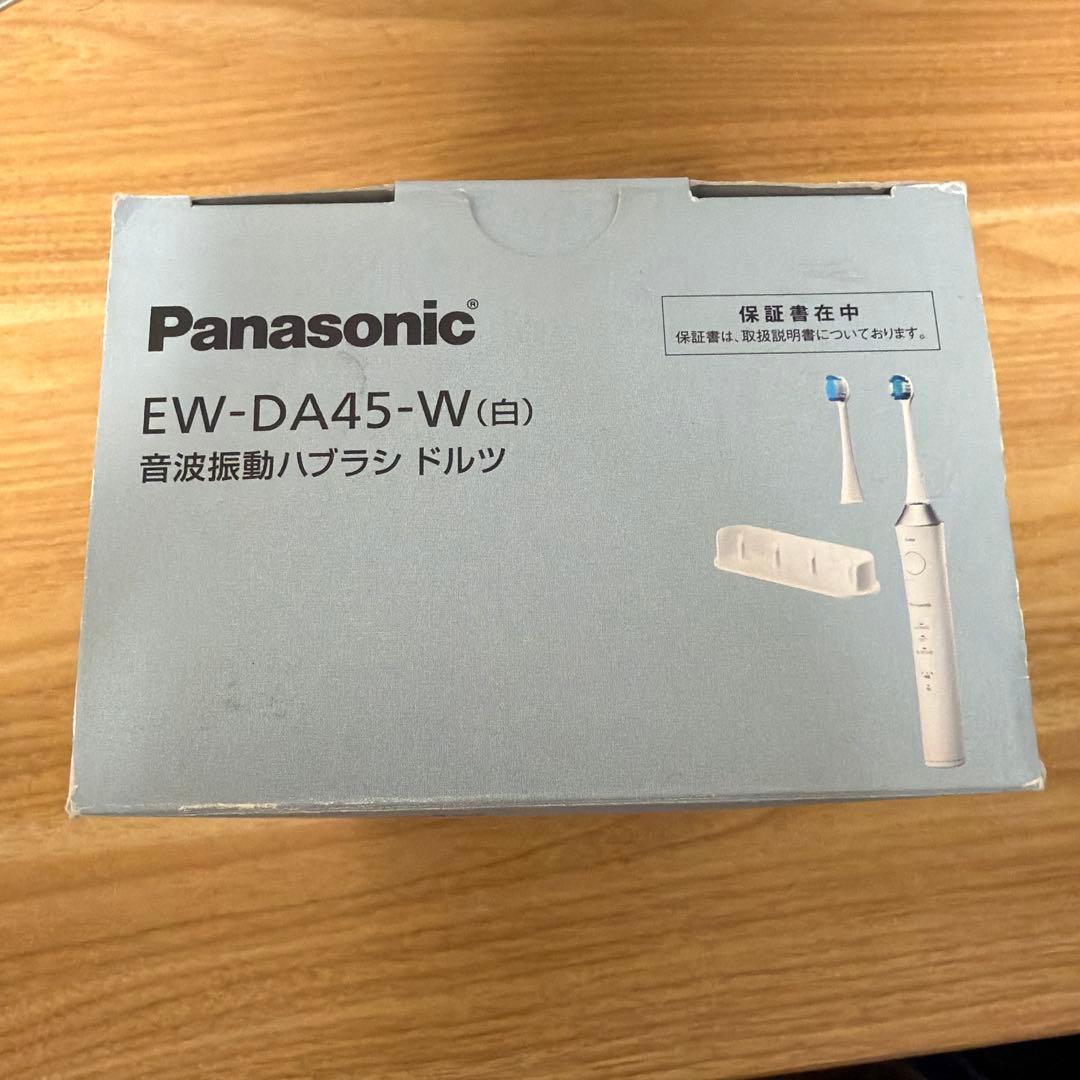 Panasonic®
EW-DA45-W(白)
音波振動ハブラシ ドルツ
保証書在中
保証書は、取扱説明書についております。